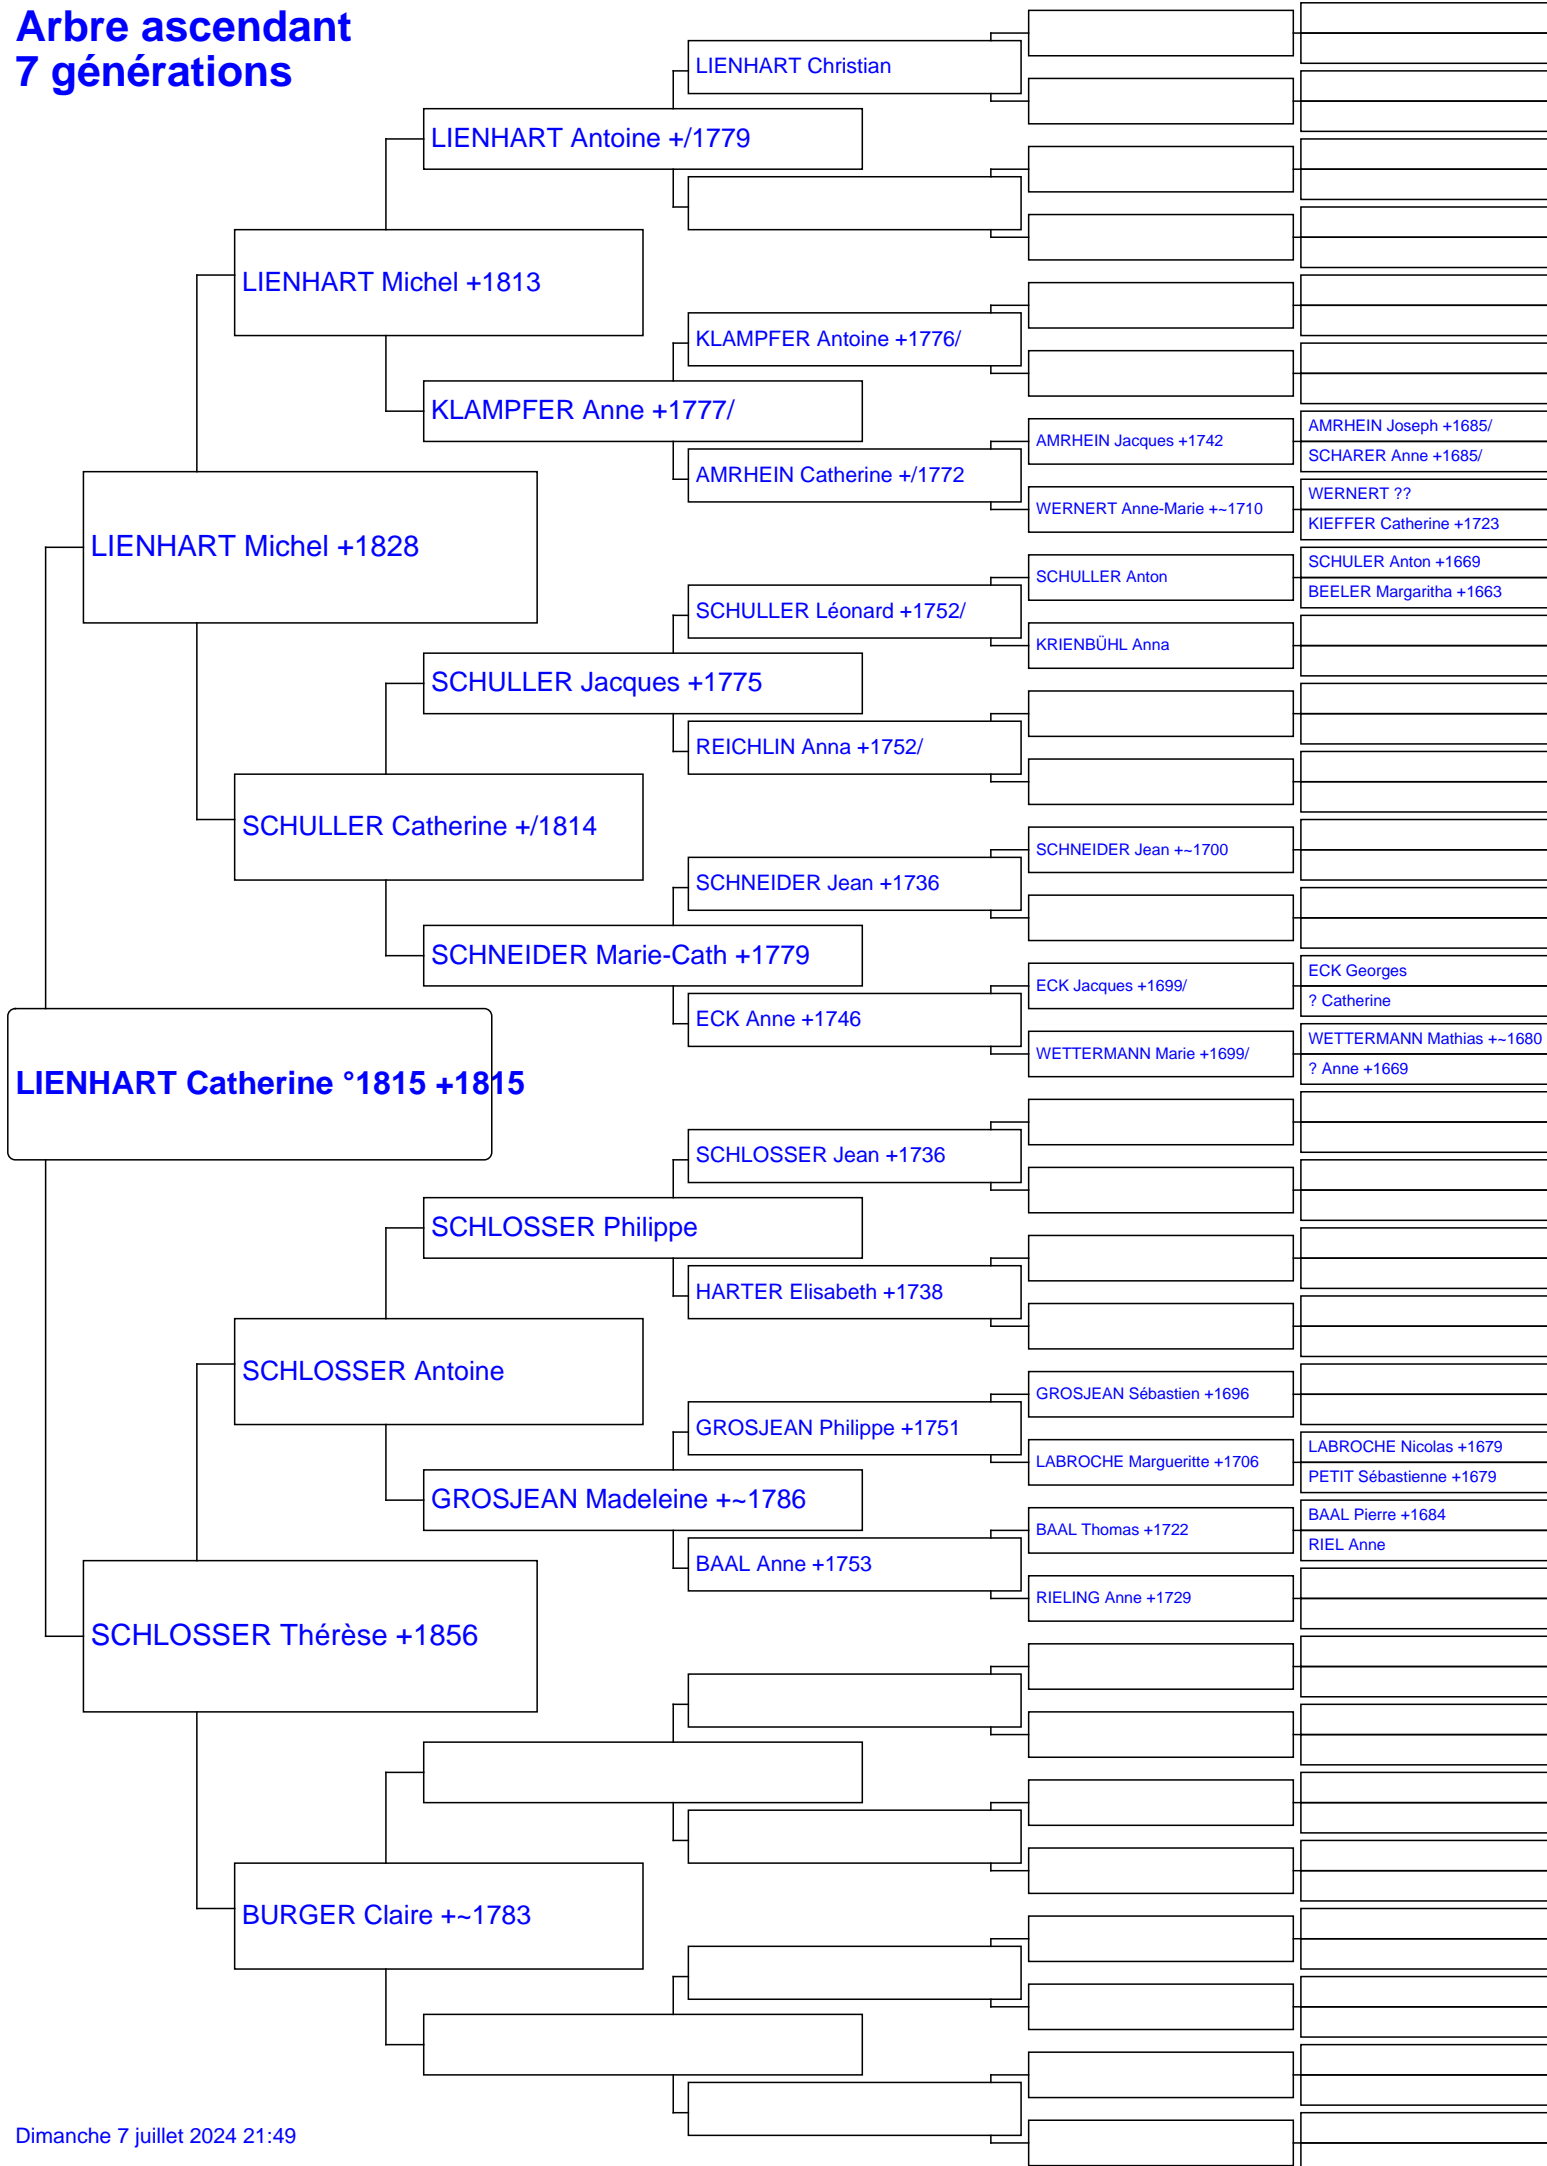 Arbre ascendant
7 générations
LIENHART Christian
LIENHART Antoine +/1779
LIENHART Michel +1813
KLAMPFER Antoine +1776/
KLAMPFER Anne +1777/
AMRHEIN Jacques +1742
AMRHEIN Joseph +1685/
SCHARER Anne +1685/
AMRHEIN Catherine +/1772
WERNERT Anne-Marie +~1710
WERNERT ??
KIEFFER Catherine +1723
LIENHART Michel +1828
SCHULLER Anton
SCHULER Anton +1669
BEELER Margaritha +1663
SCHULLER Léonard +1752/
KRIENBÜHL Anna
SCHULLER Jacques +1775
REICHLIN Anna +1752/
SCHULLER Catherine +/1814
SCHNEIDER Jean +~1700
SCHNEIDER Jean +1736
SCHNEIDER Marie-Cath +1779
ECK Jacques +1699/
ECK Georges
? Catherine
ECK Anne +1746
WETTERMANN Marie +1699/
WETTERMANN Mathias +~1680
? Anne +1669
LIENHART Catherine °1815 +1815
SCHLOSSER Jean +1736
SCHLOSSER Philippe
HARTER Elisabeth +1738
SCHLOSSER Antoine
GROSJEAN Sébastien +1696
GROSJEAN Philippe +1751
LABROCHE Margueritte +1706
LABROCHE Nicolas +1679
PETIT Sébastienne +1679
GROSJEAN Madeleine +~1786
BAAL Thomas +1722
BAAL Pierre +1684
RIEL Anne
BAAL Anne +1753
RIELING Anne +1729
SCHLOSSER Thérèse +1856
BURGER Claire +~1783
Dimanche 7 juillet 2024 21:49